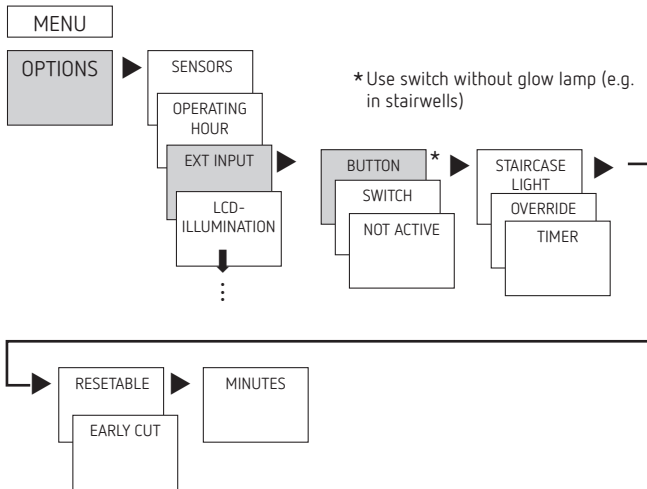 MENU
OPTIONS
SENSORS
OPERATING
HOUR
EXT INPUT
LCD-
ILLUMINATION
* Use switch without glow lamp (e.g.
in stairwells)
BUTTON *
SWITCH
NOT ACTIVE
STAIRCASE
LIGHT
OVERRIDE
TIMER
RESETABLE
EARLY CUT
MINUTES